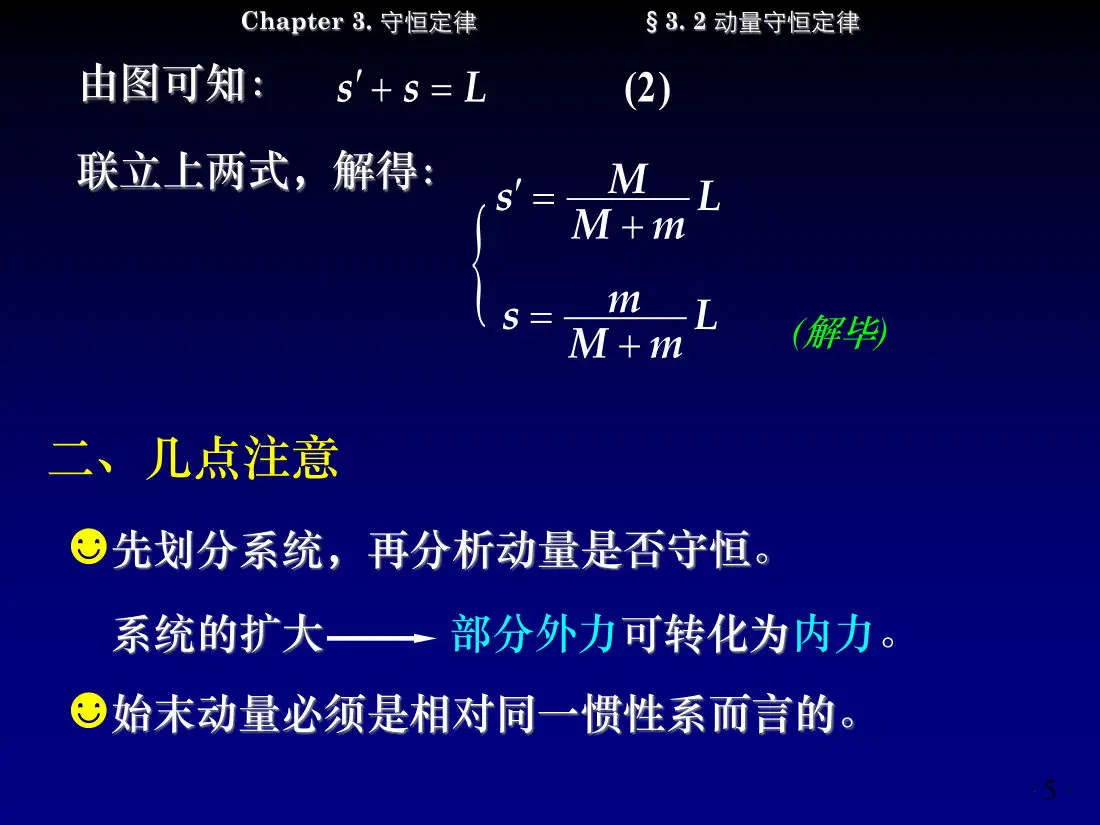 Chapter 3. 守恒定律 §3. 2 动量守恒定律
由图可知： s′ + s = L (2)
联立上两式，解得：
s′ = M / (M + m) L
s = m / (M + m) L
(解毕)
二、几点注意
先划分系统，再分析动量是否守恒。
系统的扩大 → 部分外力可转化为内力。
始末动量必须是相对同一惯性系而言的。
· 5 ·